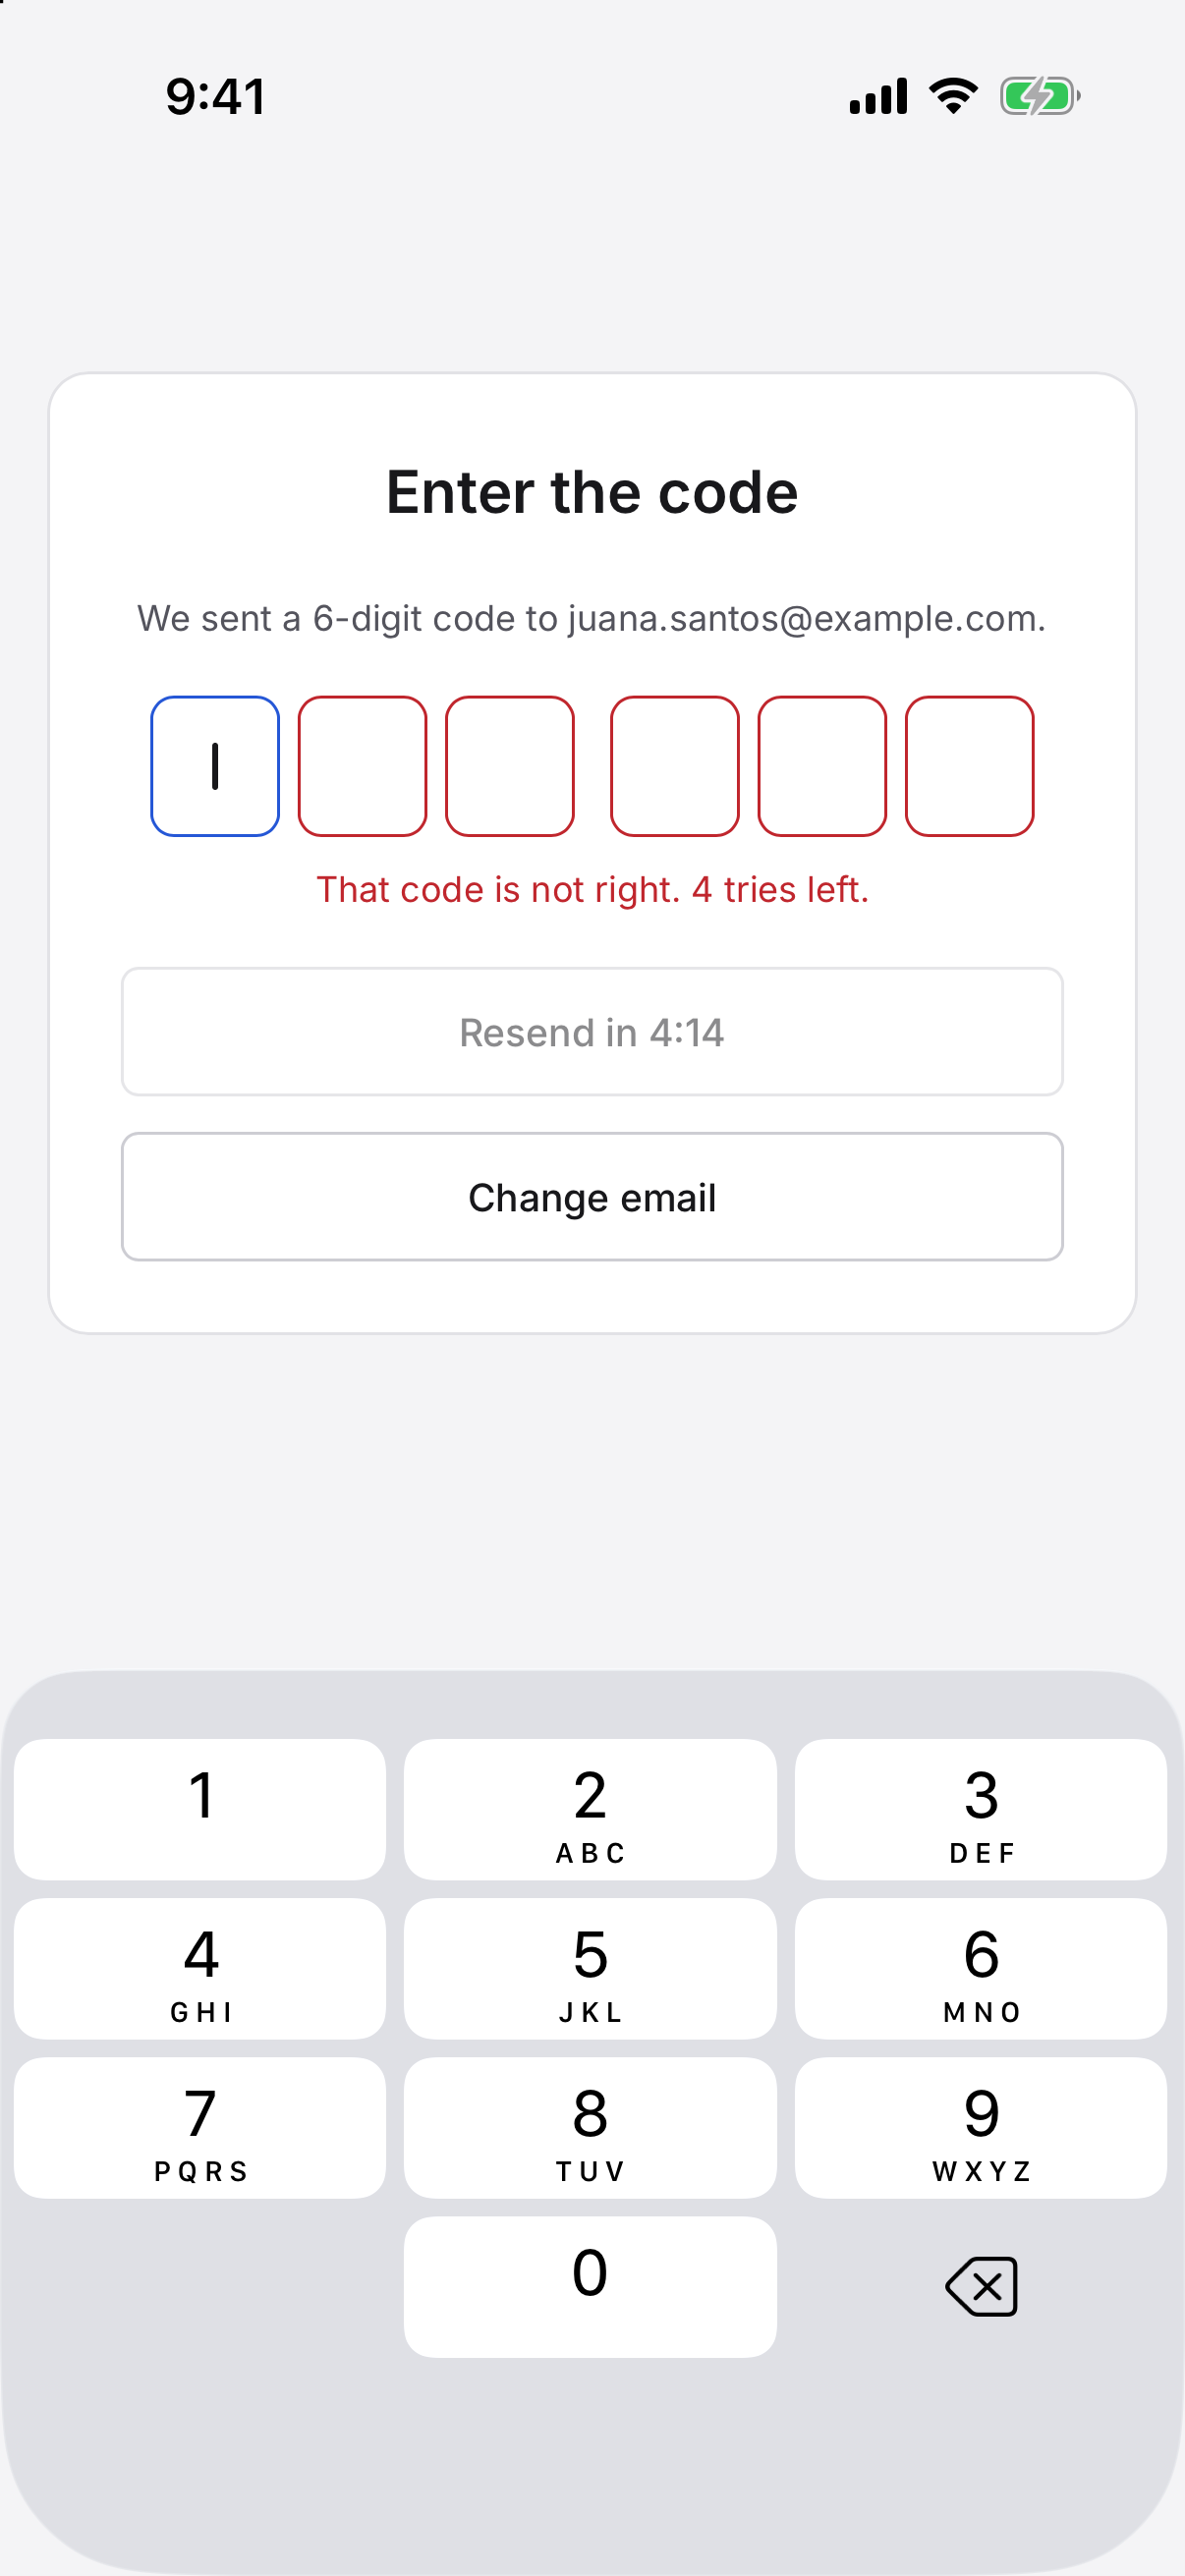 9:41
Enter the code
We sent a 6-digit code to juana.santos@example.com.
That code is not right. 4 tries left.
Resend in 4:14
Change email
1
2
3
ABC
DEF
4
5
6
GHI
JKL
MNO
7
8
9
PQRS
TUV
WXYZ
0